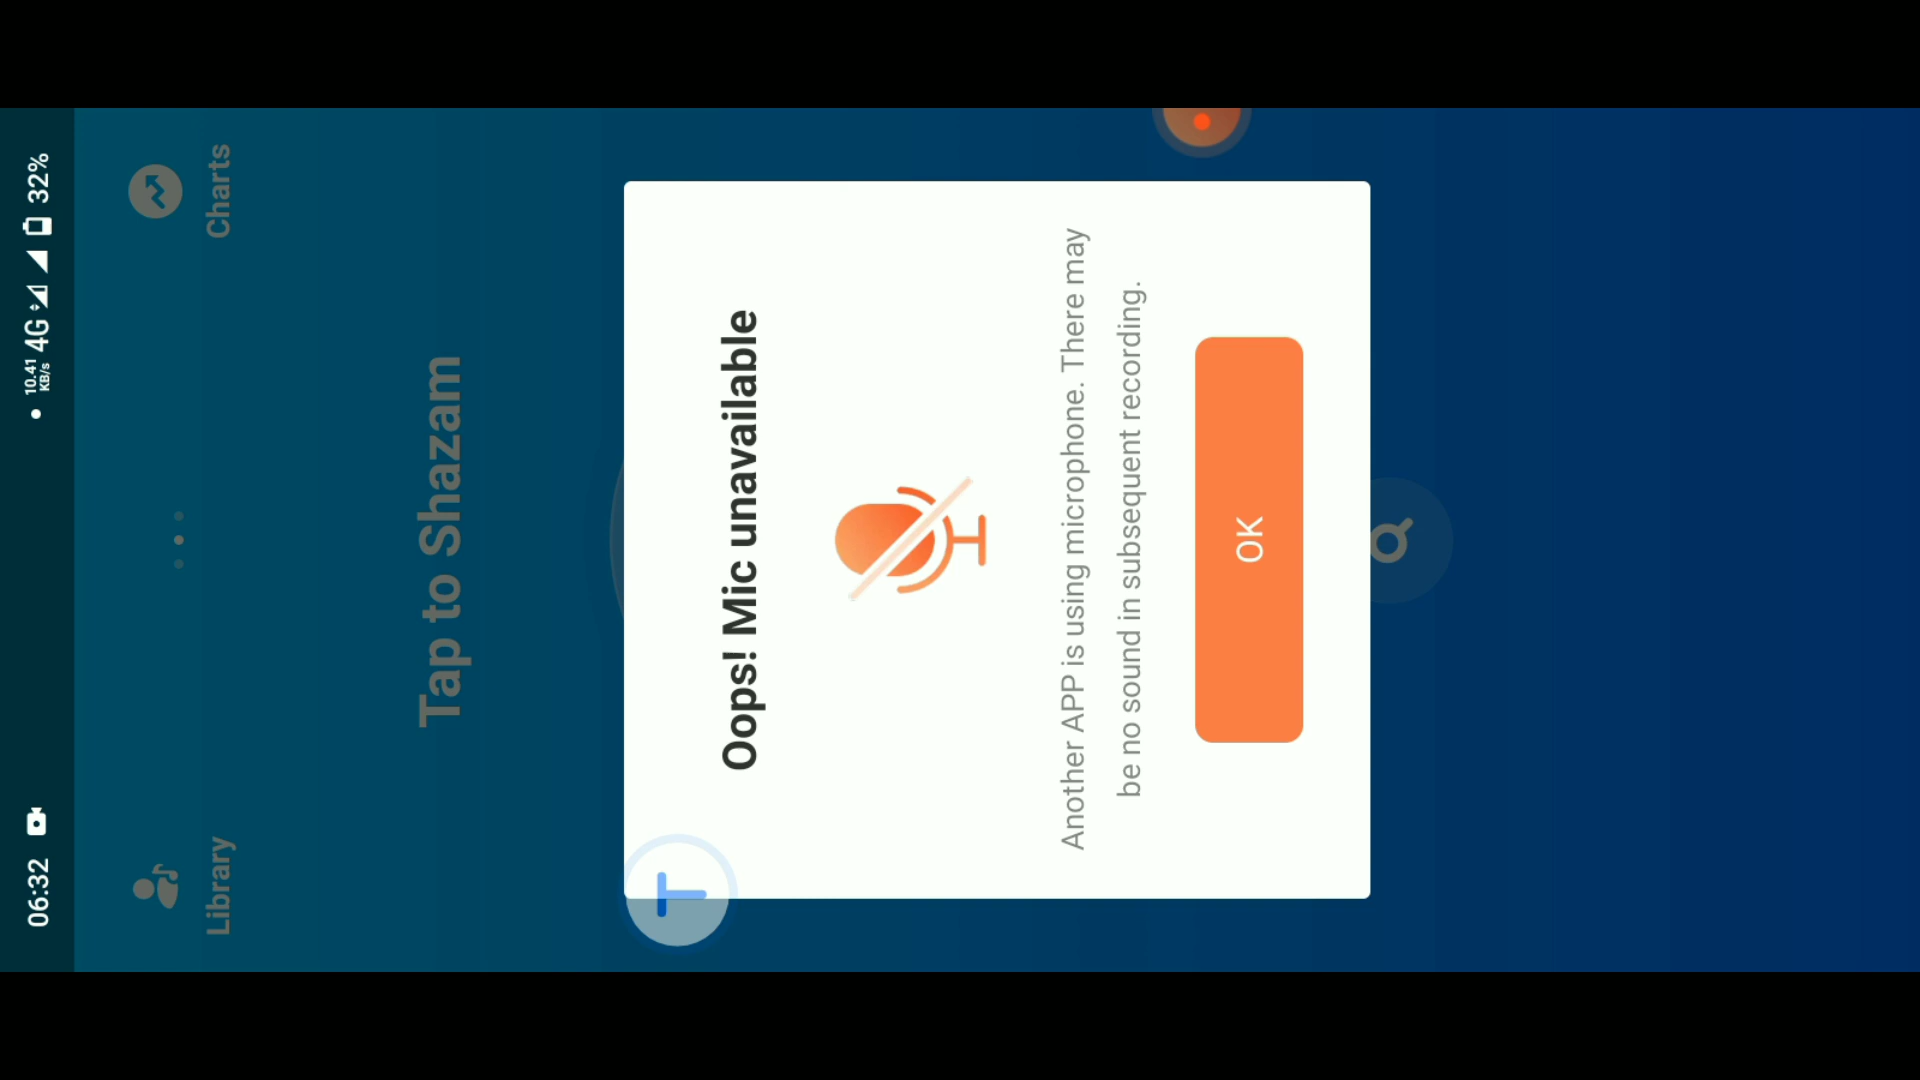 06:32
10.41
KB/s
4G
32%
Library
Charts
Tap to Shazam
Oops! Mic unavailable
Another APP is using microphone. There may
be no sound in subsequent recording.
OK